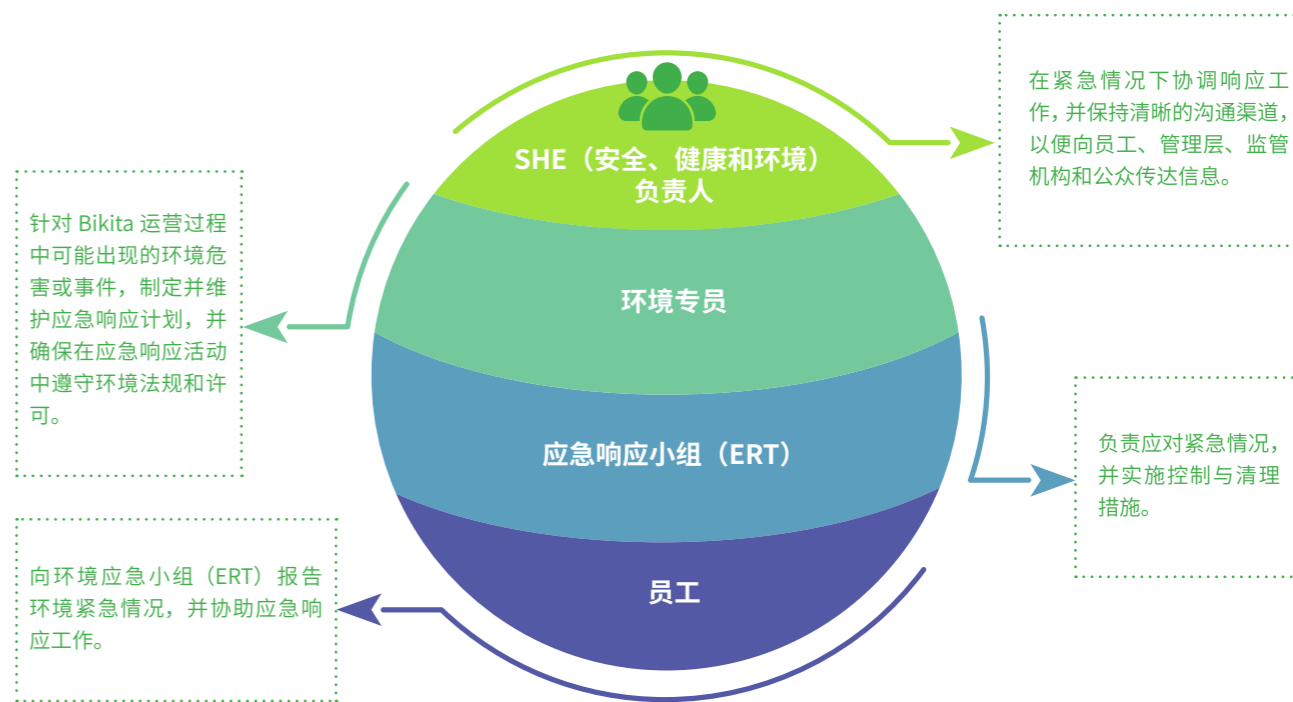 SHE（安全、健康和环境）
负责人
在紧急情况下协调响应工
作，并保持清晰的沟通渠道，
以便向员工、管理层、监管
机构和公众传达信息。
环境专员
针对 Bikita 运营过程
中可能出现的环境危
害或事件，制定并维
护应急响应计划，并
确保在应急响应活动
中遵守环境法规和许
可。
应急响应小组（ERT）
负责应对紧急情况，
并实施控制与清理
措施。
员工
向环境应急小组（ERT）报告
环境紧急情况，并协助应急响
应工作。